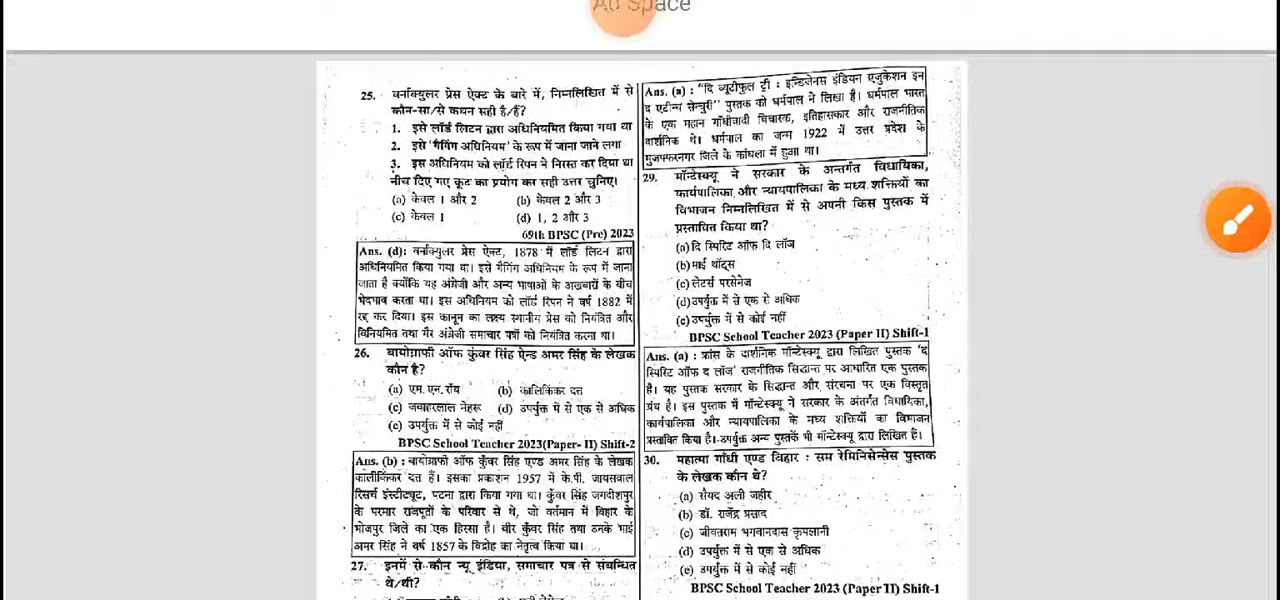 Ad Space
25. वर्नाक्युलर प्रेस ऐक्ट के बारे में, निम्नलिखित में से
कौन-सा/से कथन सही है/हैं?
1. इसे लॉर्ड लिटन द्वारा अधिनियमित किया गया था
2. इसे 'गैगिंग अधिनियम' के रूप में जाना जाने लगा
3. इस अधिनियम को लॉर्ड रिपन ने निरस्त कर दिया था
नीचे दिए गए कूट का प्रयोग कर सही उत्तर चुनिए।
(a) केवल 1 और 2 (b) केवल 2 और 3
(c) केवल 1 (d) 1, 2 और 3
69th BPSC (Pre) 2023
Ans. (d): वर्नाक्युलर प्रेस ऐक्ट, 1878 में लॉर्ड लिटन द्वारा
अधिनियमित किया गया था। इसे गैगिंग अधिनियम के रूप में जाना
जाता है क्योंकि यह अंग्रेजी और अन्य भाषाओं के अखबारों के बीच
भेदभाव करता था। इस अधिनियम को लॉर्ड रिपन ने वर्ष 1882 में
रद्द कर दिया। इस कानून का लक्ष्य स्थानीय प्रेस को नियंत्रित और
विनियमित तथा गैर अंग्रेजी समाचार पत्रों को नियंत्रित करना था।
26. बायोग्राफी ऑफ कुंवर सिंह ऐन्ड अमर सिंह के लेखक
कौन है?
(a) एम.एन. रॉय (b) कालिकिंकर दत्त
(c) जवाहरलाल नेहरू (d) उपर्युक्त में से एक से अधिक
(e) उपर्युक्त में से कोई नहीं
BPSC School Teacher 2023(Paper- II) Shift-2
Ans. (b) : बायोग्राफी ऑफ कुँवर सिंह एण्ड अमर सिंह के लेखक
कालीकिंकर दत्त हैं। इसका प्रकाशन 1957 में के.पी. जायसवाल
रिसर्च इंस्टीट्यूट, पटना द्वारा किया गया था। कुँवर सिंह जगदीशपुर
के परमार राजपूतों के परिवार से थे, जो वर्तमान में बिहार के
भोजपुर जिले का एक हिस्सा है। वीर कुँवर सिंह तथा उनके भाई
अमर सिंह ने वर्ष 1857 के विद्रोह का नेतृत्व किया था।
27. इनमें से कौन न्यू इंडिया, समाचार पत्र से संबन्धित
थे/थी?
Ans. (a) : "दि ब्यूटीफुल ट्री : इन्डिजेनस इंडियन एजुकेशन इन
द एटीन्थ सेन्चुरी" पुस्तक को धर्मपाल ने लिखा है। धर्मपाल भारत
के एक महान गाँधीवादी विचारक, इतिहासकार और राजनीतिक
दार्शनिक थे। धर्मपाल का जन्म 1922 में उत्तर प्रदेश के
मुजफ्फरनगर जिले के कांधला में हुआ था।
29. मॉन्टेस्क्यू ने सरकार के अन्तर्गत विधायिका,
कार्यपालिका, और न्यायपालिका के मध्य शक्तियों का
विभाजन निम्नलिखित में से अपनी किस पुस्तक में
प्रस्तावित किया था?
(a) दि स्पिरिट ऑफ दि लॉज
(b) माई थॉट्स
(c) लेटर्स परसेनेज
(d) उपर्युक्त में से एक से अधिक
(e) उपर्युक्त में से कोई नहीं
BPSC School Teacher 2023 (Paper II) Shift-1
Ans. (a) : फ्रांस के दार्शनिक मॉन्टेस्क्यू द्वारा लिखित पुस्तक 'द
स्पिरिट ऑफ द लॉज' राजनीतिक सिद्धान्त पर आधारित एक पुस्तक
है। यह पुस्तक सरकार के सिद्धान्त और संरचना पर एक विस्तृत
ग्रंथ है। इस पुस्तक में मॉन्टेस्क्यू ने सरकार के अंतर्गत विधायिका,
कार्यपालिका और न्यायपालिका के मध्य शक्तियों का विभाजन
प्रस्तावित किया है। उपर्युक्त अन्य पुस्तकें भी मॉन्टेस्क्यू द्वारा लिखित हैं।
30. महात्मा गाँधी एण्ड बिहार : सम रेमिनिसेन्सेस पुस्तक
के लेखक कौन थे?
(a) सैयद अली जहीर
(b) डॉ. राजेंद्र प्रसाद
(c) जीवतराम भगवानदास कृपलानी
(d) उपर्युक्त में से एक से अधिक
(e) उपर्युक्त में से कोई नहीं
BPSC School Teacher 2023 (Paper II) Shift-1